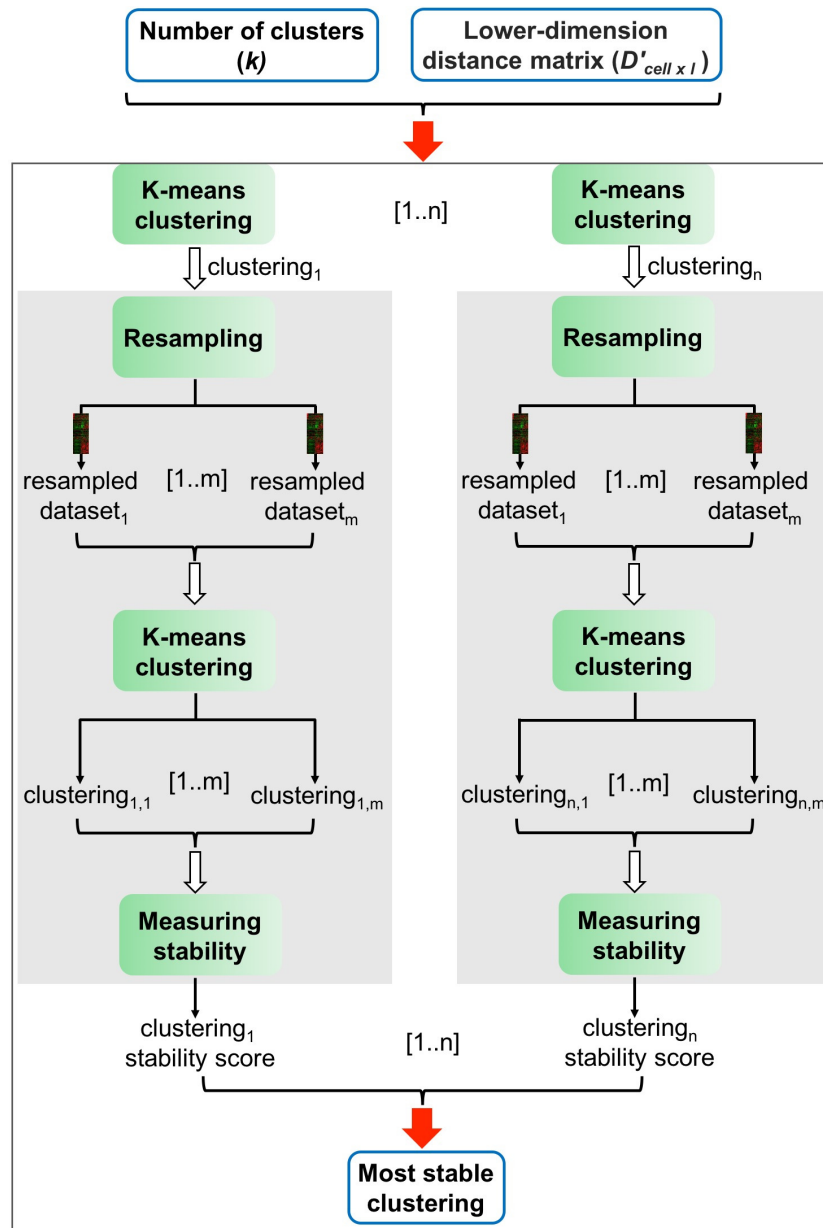 Number of clusters
(k)
Lower-dimension
distance matrix (D'cell x l)
K-means
clustering
[1..n]
K-means
clustering
clustering1
clusteringn
Resampling
Resampling
resampled
dataset1
[1..m]
resampled
datasetm
resampled
dataset1
[1..m]
resampled
datasetm
K-means
clustering
K-means
clustering
clustering1,1
[1..m]
clustering1,m
clusteringn,1
[1..m]
clusteringn,m
Measuring
stability
Measuring
stability
clustering1
stability score
[1..n]
clusteringn
stability score
Most stable
clustering